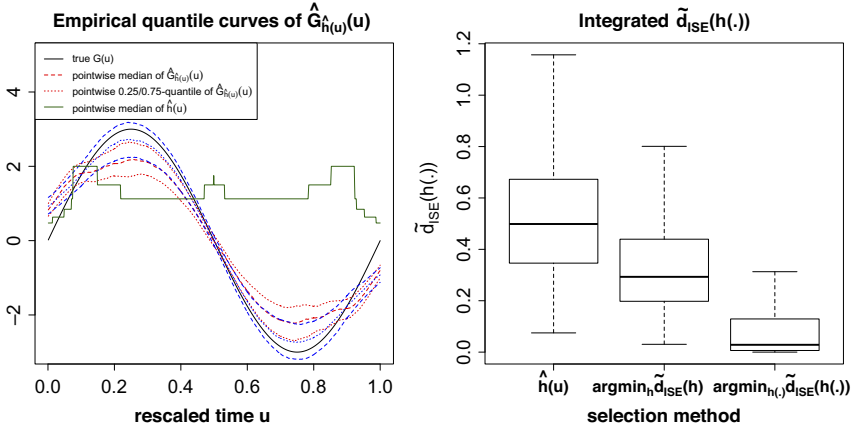 Empirical quantile curves of Ĝ_ĥ(u)(u)
true G(u)
pointwise median of Ĝ_ĥ(u)(u)
pointwise 0.25/0.75-quantile of Ĝ_ĥ(u)(u)
pointwise median of ĥ(u)
4
2
0
−2
0.0 0.2 0.4 0.6 0.8 1.0
rescaled time u
Integrated d̃_ISE(h(.))
d̃_ISE(h(.))
1.2
1.0
0.8
0.6
0.4
0.2
0.0
ĥ(u) argmin_h d̃_ISE(h) argmin_h(.) d̃_ISE(h(.))
selection method